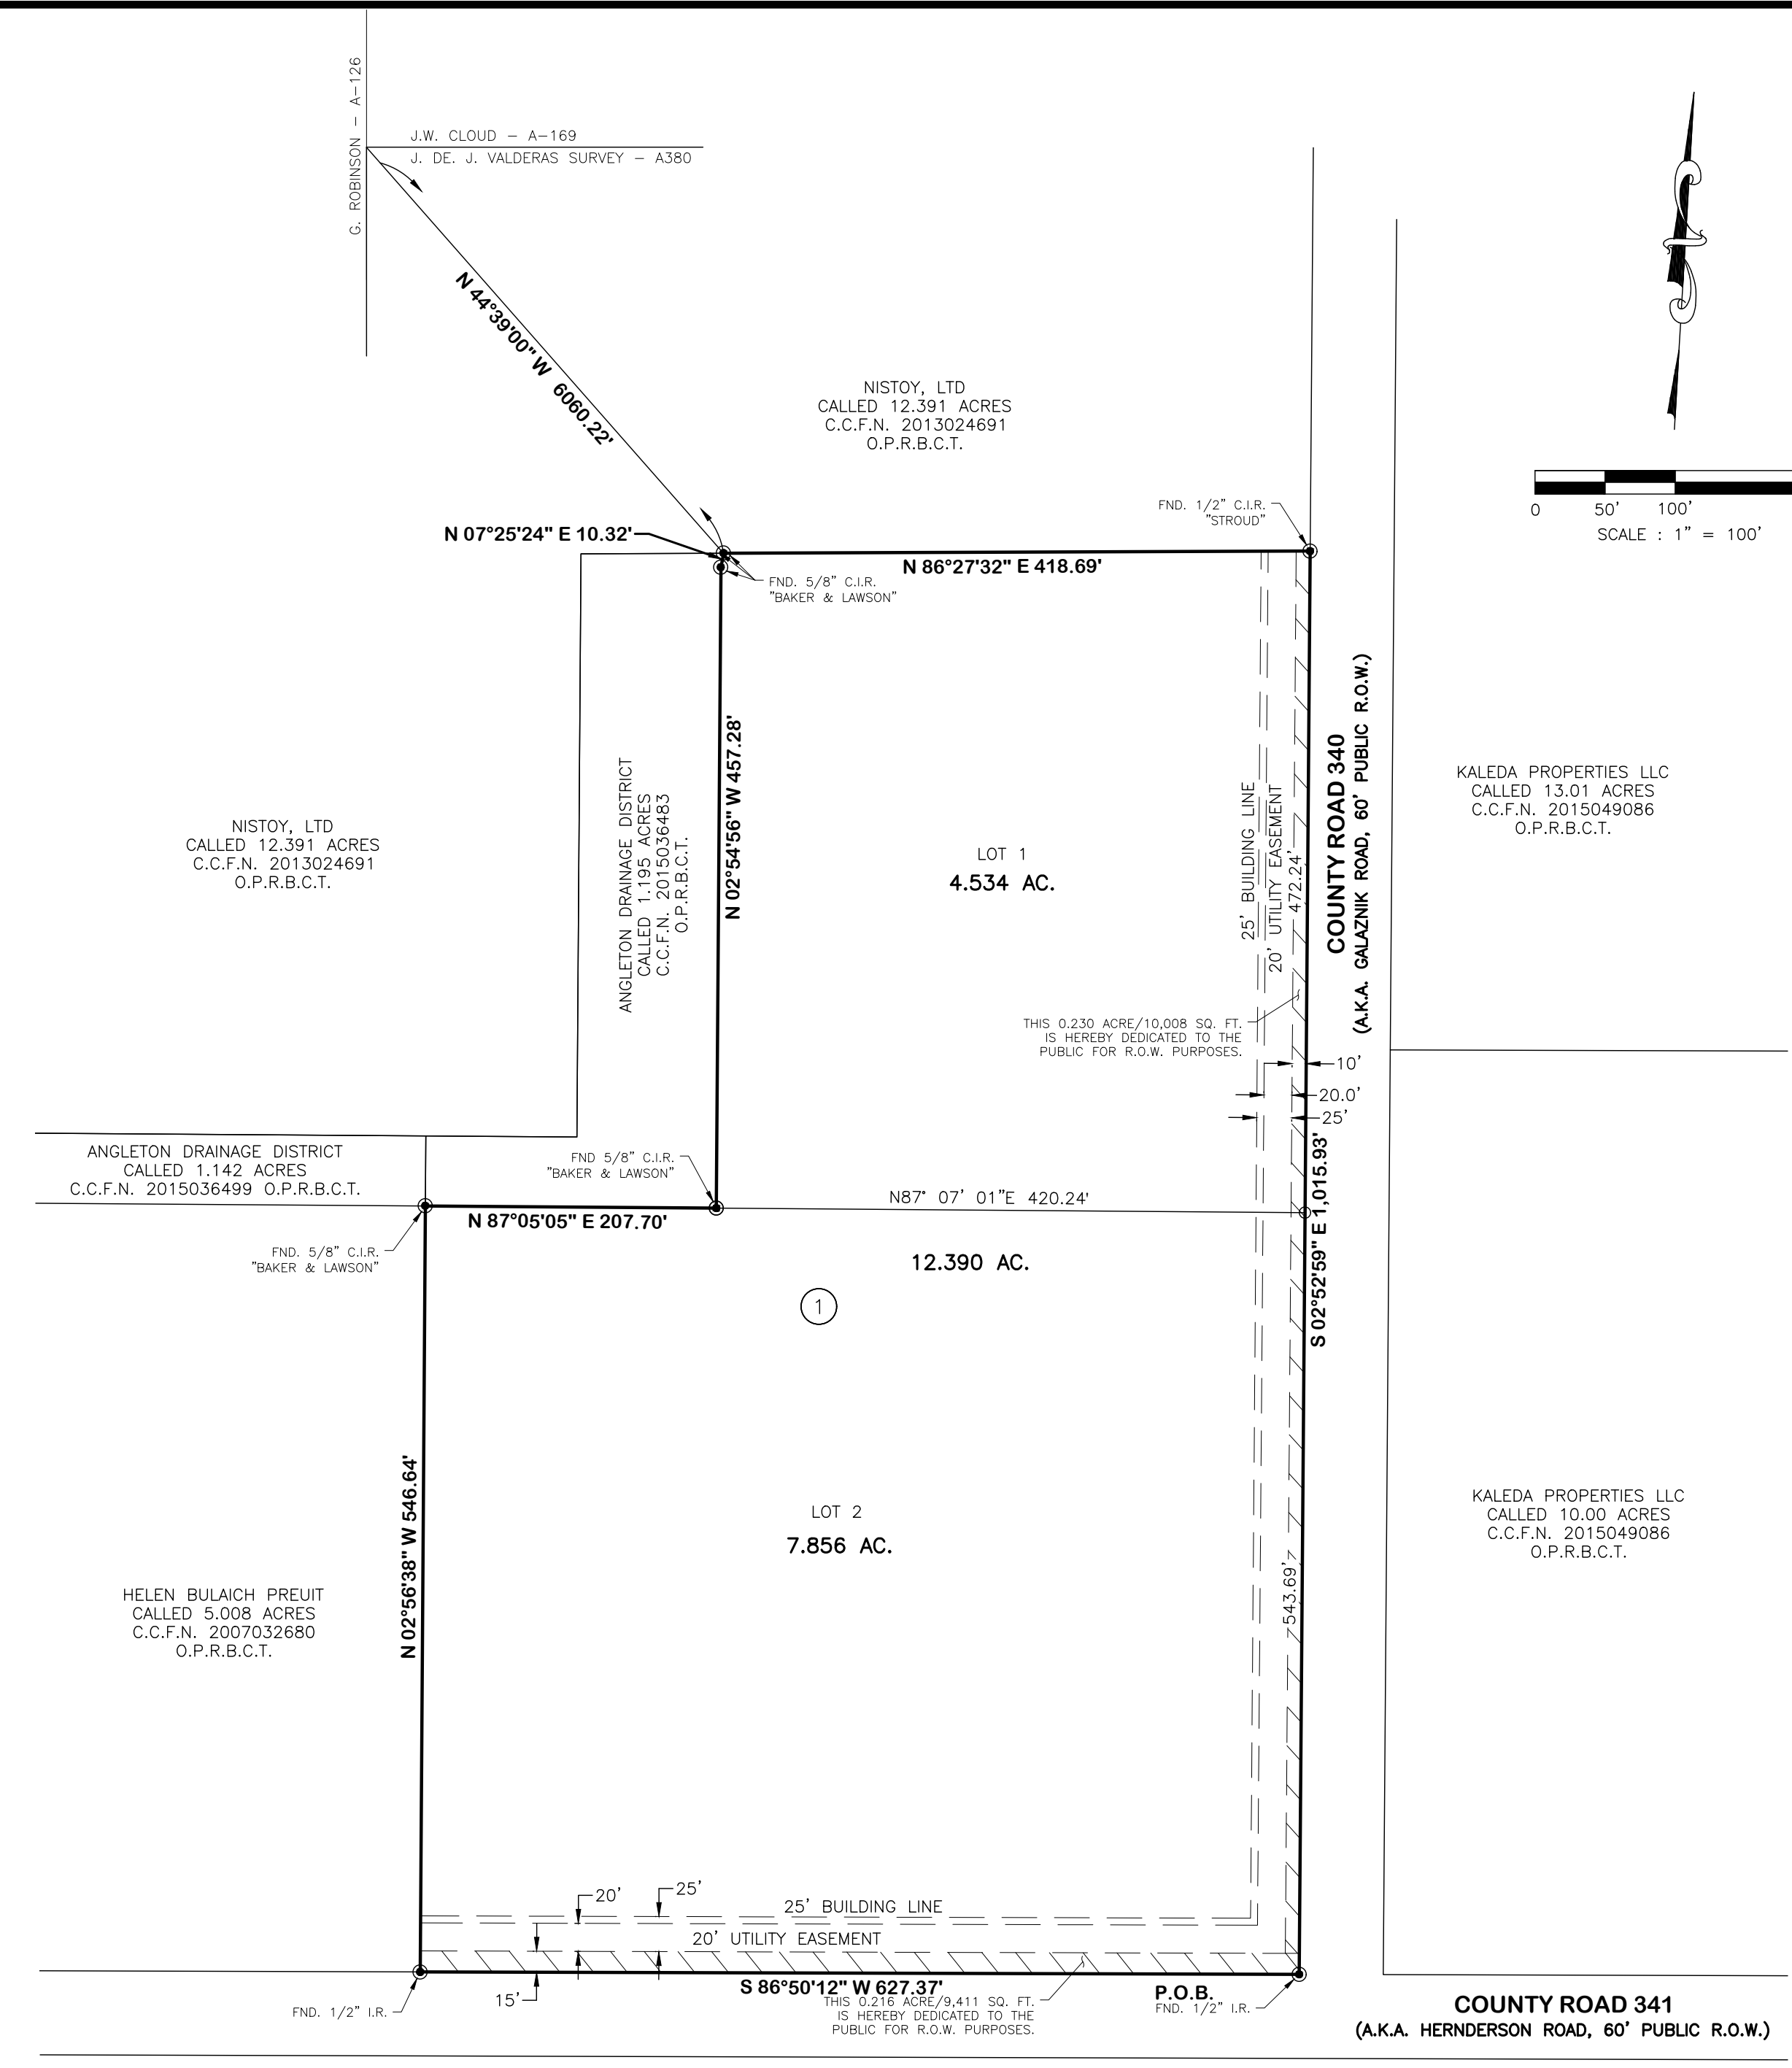 G. ROBINSON - A-126
J.W. CLOUD - A-169
J. DE. J. VALDERAS SURVEY - A380
N 44°39'00" W 6060.22'
NISTOY, LTD
CALLED 12.391 ACRES
C.C.F.N. 2013024691
O.P.R.B.C.T.
0 50' 100'
SCALE : 1" = 100'
FND. 1/2" C.I.R.
"STROUD"
N 07°25'24" E 10.32'
N 86°27'32" E 418.69'
FND. 5/8" C.I.R.
"BAKER & LAWSON"
N 02°54'56" W 457.28'
ANGLETON DRAINAGE DISTRICT
CALLED 1.195 ACRES
C.C.F.N. 2015036483
O.P.R.B.C.T.
NISTOY, LTD
CALLED 12.391 ACRES
C.C.F.N. 2013024691
O.P.R.B.C.T.
LOT 1
4.534 AC.
25' BUILDING LINE
20' UTILITY EASEMENT
472.24'
COUNTY ROAD 340
(A.K.A. GALAZNIK ROAD, 60' PUBLIC R.O.W.)
KALEDA PROPERTIES LLC
CALLED 13.01 ACRES
C.C.F.N. 2015049086
O.P.R.B.C.T.
THIS 0.230 ACRE/10,008 SQ. FT.
IS HEREBY DEDICATED TO THE
PUBLIC FOR R.O.W. PURPOSES.
10'
20.0'
25'
ANGLETON DRAINAGE DISTRICT
CALLED 1.142 ACRES
C.C.F.N. 2015036499 O.P.R.B.C.T.
FND 5/8" C.I.R.
"BAKER & LAWSON"
N87° 07' 01"E 420.24'
N 87°05'05" E 207.70'
S 02°52'59" E 1,015.93'
FND. 5/8" C.I.R.
"BAKER & LAWSON"
12.390 AC.
1
N 02°56'38" W 546.64'
LOT 2
7.856 AC.
543.69'
KALEDA PROPERTIES LLC
CALLED 10.00 ACRES
C.C.F.N. 2015049086
O.P.R.B.C.T.
HELEN BULAICH PREUIT
CALLED 5.008 ACRES
C.C.F.N. 2007032680
O.P.R.B.C.T.
20'
25'
25' BUILDING LINE
20' UTILITY EASEMENT
15'
S 86°50'12" W 627.37'
THIS 0.216 ACRE/9,411 SQ. FT.
IS HEREBY DEDICATED TO THE
PUBLIC FOR R.O.W. PURPOSES.
FND. 1/2" I.R.
P.O.B.
FND. 1/2" I.R.
COUNTY ROAD 341
(A.K.A. HERNDERSON ROAD, 60' PUBLIC R.O.W.)